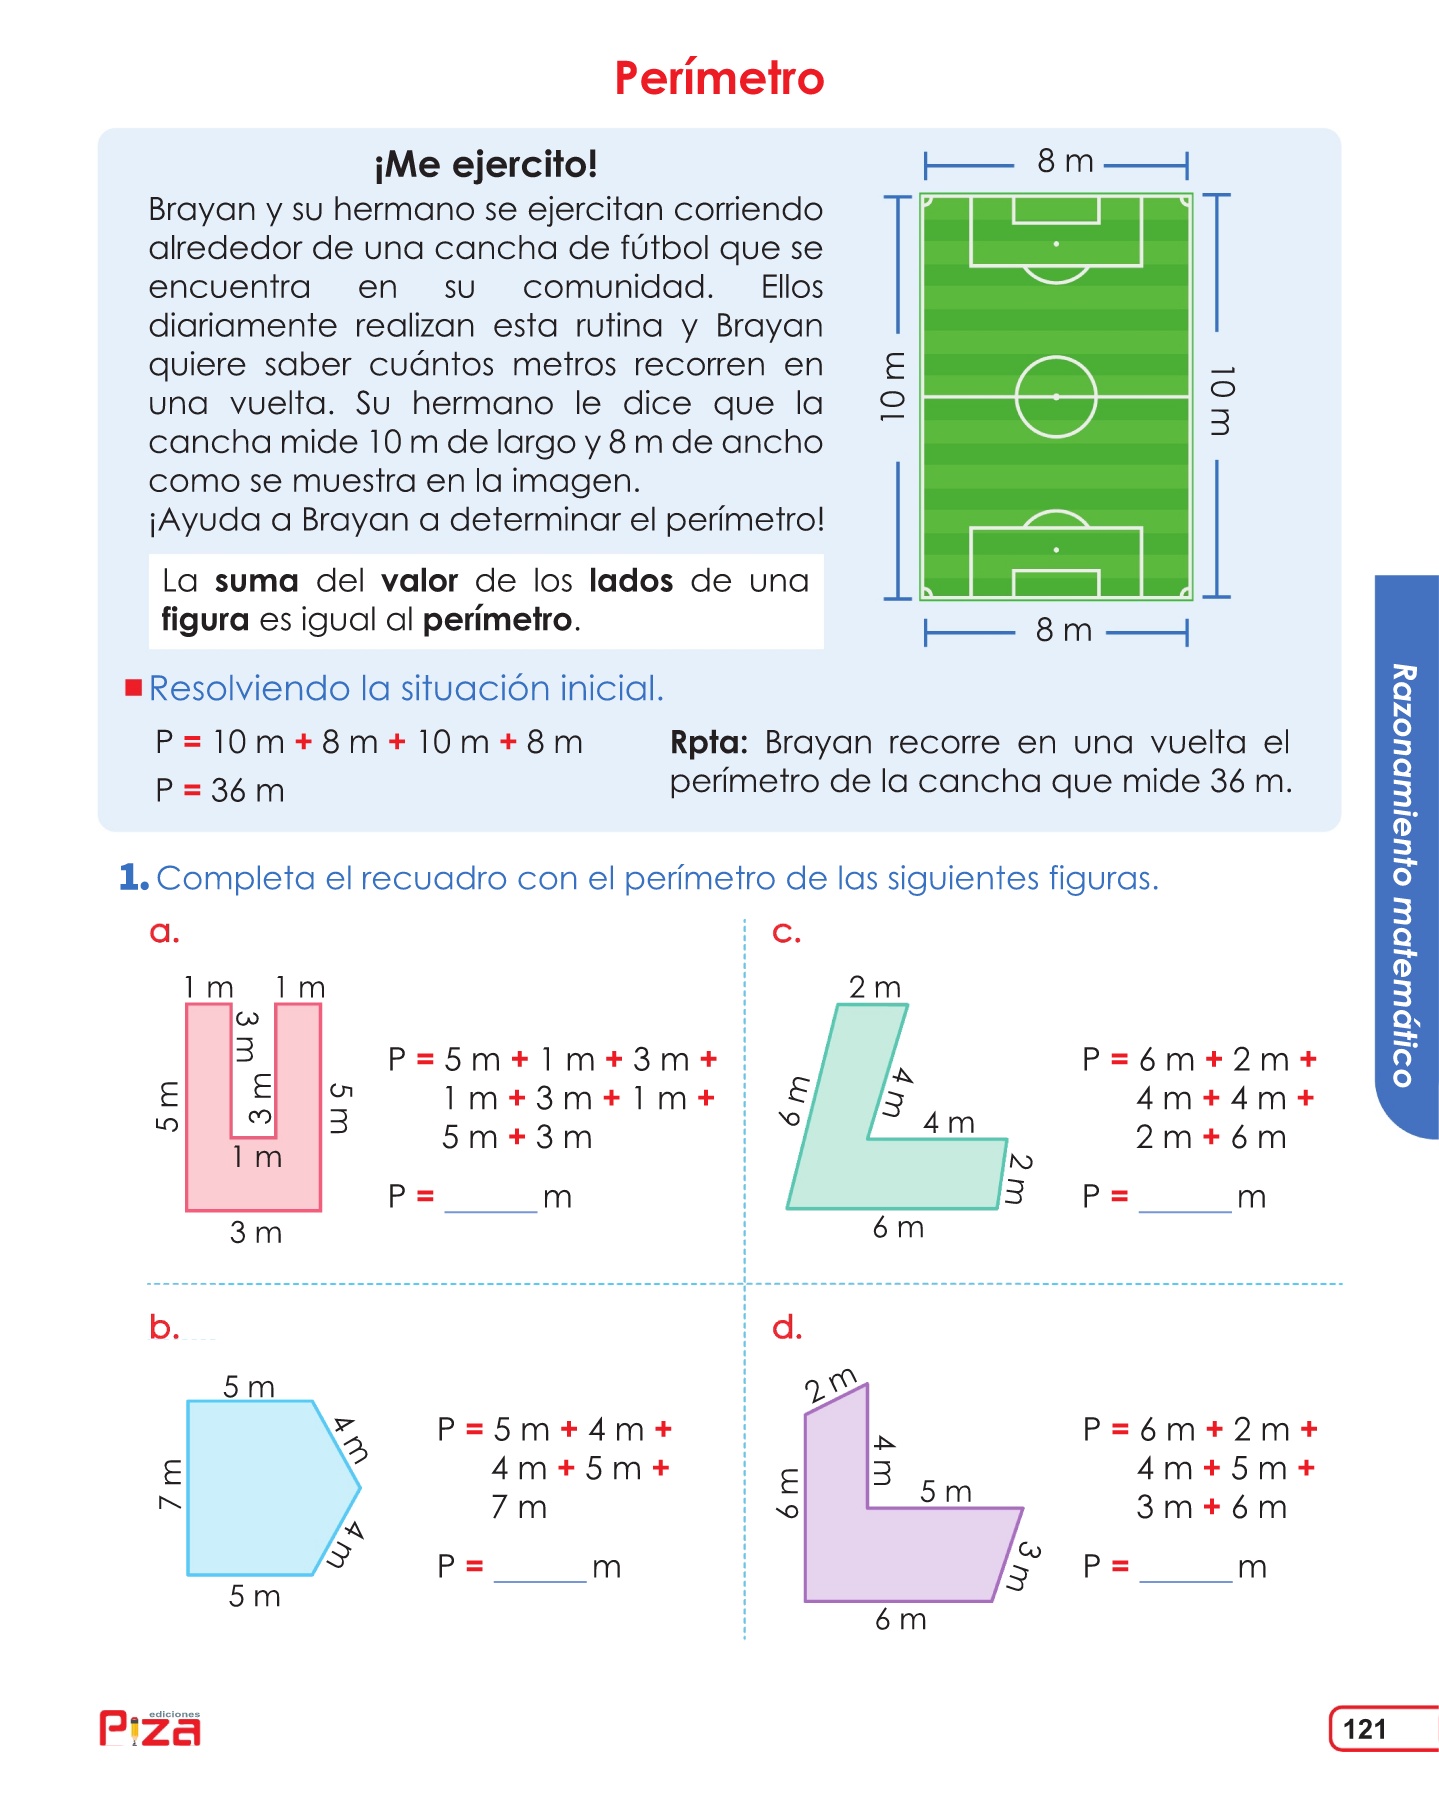 Perímetro
¡Me ejercito!
Brayan y su hermano se ejercitan corriendo
alrededor de una cancha de fútbol que se
encuentra en su comunidad. Ellos
diariamente realizan esta rutina y Brayan
quiere saber cuántos metros recorren en
una vuelta. Su hermano le dice que la
cancha mide 10 m de largo y 8 m de ancho
como se muestra en la imagen.
¡Ayuda a Brayan a determinar el perímetro!
La suma del valor de los lados de una
figura es igual al perímetro.
8 m
10 m
10 m
8 m
Resolviendo la situación inicial.
P = 10 m + 8 m + 10 m + 8 m
P = 36 m
Rpta: Brayan recorre en una vuelta el
perímetro de la cancha que mide 36 m.
1. Completa el recuadro con el perímetro de las siguientes figuras.
a.
1 m
1 m
3 m
3 m
5 m
5 m
1 m
3 m
P = 5 m + 1 m + 3 m +
1 m + 3 m + 1 m +
5 m + 3 m
P = ______ m
c.
2 m
6 m
4 m
4 m
2 m
6 m
P = 6 m + 2 m +
4 m + 4 m +
2 m + 6 m
P = ______ m
b.
5 m
4 m
7 m
4 m
5 m
P = 5 m + 4 m +
4 m + 5 m +
7 m
P = ______ m
d.
2 m
4 m
6 m
5 m
3 m
6 m
P = 6 m + 2 m +
4 m + 5 m +
3 m + 6 m
P = ______ m
Razonamiento matemático
ediciones
Piza
121